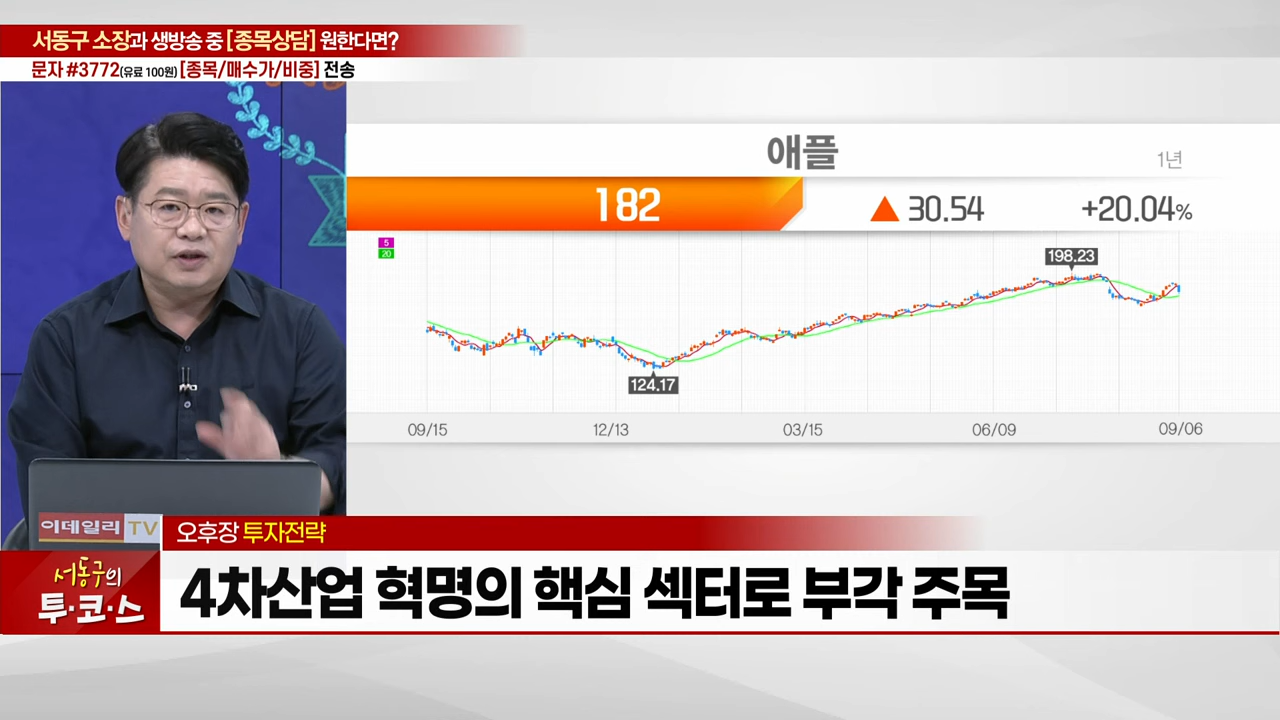 서동구 소장과 생방송 중 [종목상담] 원한다면?
문자 #3772(유료 100원) [종목/매수가/비중] 전송
애플
1년
182 ▲ 30.54 +20.04%
5
20
198.23
124.17
09/15 12/13 03/15 06/09 09/06
이데일리 TV
오후장 투자전략
서동구의
투·코·스
4차산업 혁명의 핵심 섹터로 부각 주목